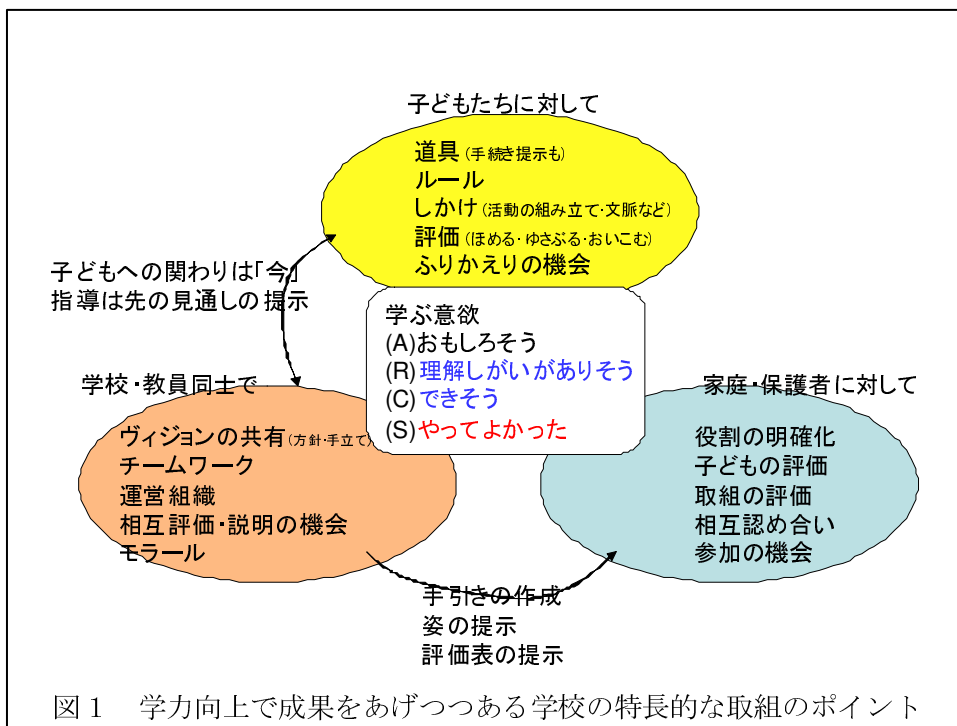 子どもたちに対して
道具(手続き提示も)
ルール
しかけ(活動の組み立て・文脈など)
評価(ほめる・ゆさぶる・おいこむ)
ふりかえりの機会
子どもへの関わりは「今」
指導は先の見通しの提示
学ぶ意欲
(A)おもしろそう
(R)理解しがいがありそう
(C)できそう
(S)やってよかった
学校・教員同士で
ヴィジョンの共有(方針・手立て)
チームワーク
運営組織
相互評価・説明の機会
モラール
家庭・保護者に対して
役割の明確化
子どもの評価
取組の評価
相互認め合い
参加の機会
手引きの作成
姿の提示
評価表の提示
図1 学力向上で成果をあげつつある学校の特長的な取組のポイント